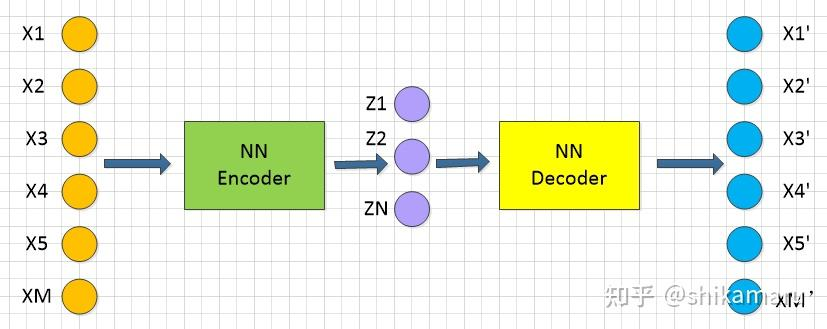 X1
X2
X3
X4
X5
XM
NN
Encoder
Z1
Z2
ZN
NN
Decoder
X1'
X2'
X3'
X4'
X5'
XM’
知乎 @shikamaru